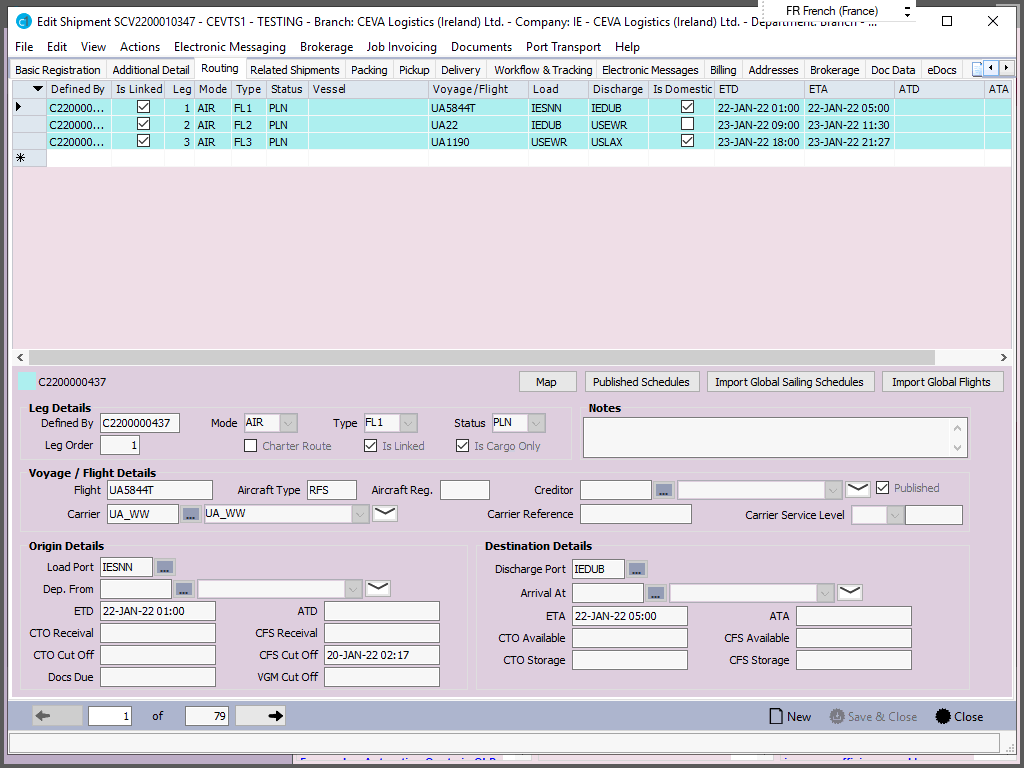 FR French (France)
Edit Shipment SCV2200010347 - CEVTS1 - TESTING - Branch: CEVA Logistics (Ireland) Ltd. - Company: IE - CEVA Logistics (Ireland) Ltd. - Department: Branch - ...
File Edit View Actions Electronic Messaging Brokerage Job Invoicing Documents Port Transport Help
Basic Registration Additional Detail Routing Related Shipments Packing Pickup Delivery Workflow & Tracking Electronic Messages Billing Addresses Brokerage Doc Data eDocs
Defined By Is Linked Leg Mode Type Status Vessel Voyage/Flight Load Discharge Is Domestic ETD ETA ATD ATA
C220000... 1 AIR FL1 PLN UA5844T IESNN IEDUB 22-JAN-22 01:00 22-JAN-22 05:00
C220000... 2 AIR FL2 PLN UA22 IEDUB USEWR 23-JAN-22 09:00 23-JAN-22 11:30
C220000... 3 AIR FL3 PLN UA1190 USEWR USLAX 23-JAN-22 18:00 23-JAN-22 21:27
C2200000437 Map Published Schedules Import Global Sailing Schedules Import Global Flights
Leg Details Notes
Defined By C2200000437 Mode AIR Type FL1 Status PLN
Leg Order 1 Charter Route Is Linked Is Cargo Only
Voyage / Flight Details
Flight UA5844T Aircraft Type RFS Aircraft Reg. Creditor ... Published
Carrier UA_WW ... UA_WW Carrier Reference Carrier Service Level
Origin Details Destination Details
Load Port IESNN ... Discharge Port IEDUB ...
Dep. From ... Arrival At ...
ETD 22-JAN-22 01:00 ATD ETA 22-JAN-22 05:00 ATA
CTO Receival CFS Receival CTO Available CFS Available
CTO Cut Off CFS Cut Off 20-JAN-22 02:17 CTO Storage CFS Storage
Docs Due VGM Cut Off
1 of 79 New Save & Close Close